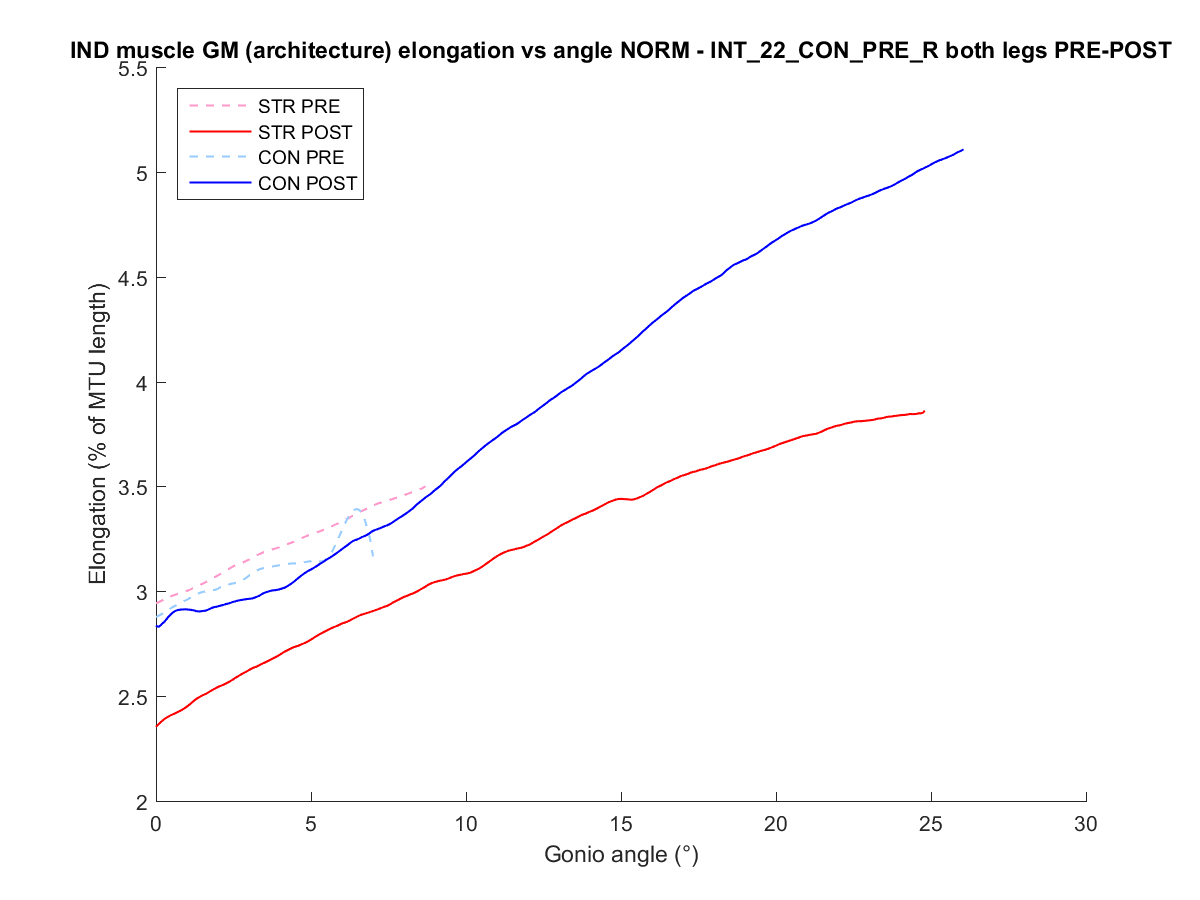 IND muscle GM (architecture) elongation vs angle NORM - INT_22_CON_PRE_R both legs PRE-POST
5.5
STR PRE
STR POST
CON PRE
CON POST
5
4.5
4
3.5
3
2.5
2
Elongation (% of MTU length)
0 5 10 15 20 25 30
Gonio angle (°)